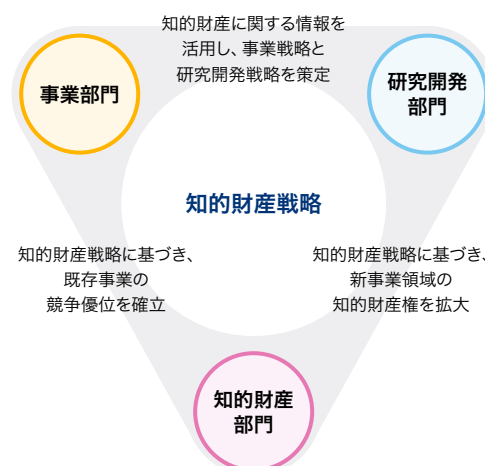 知的財産に関する情報を
活用し、事業戦略と
研究開発戦略を策定
事業部門
研究開発
部門
知的財産戦略
知的財産戦略に基づき、
既存事業の
競争優位を確立
知的財産戦略に基づき、
新事業領域の
知的財産権を拡大
知的財産
部門